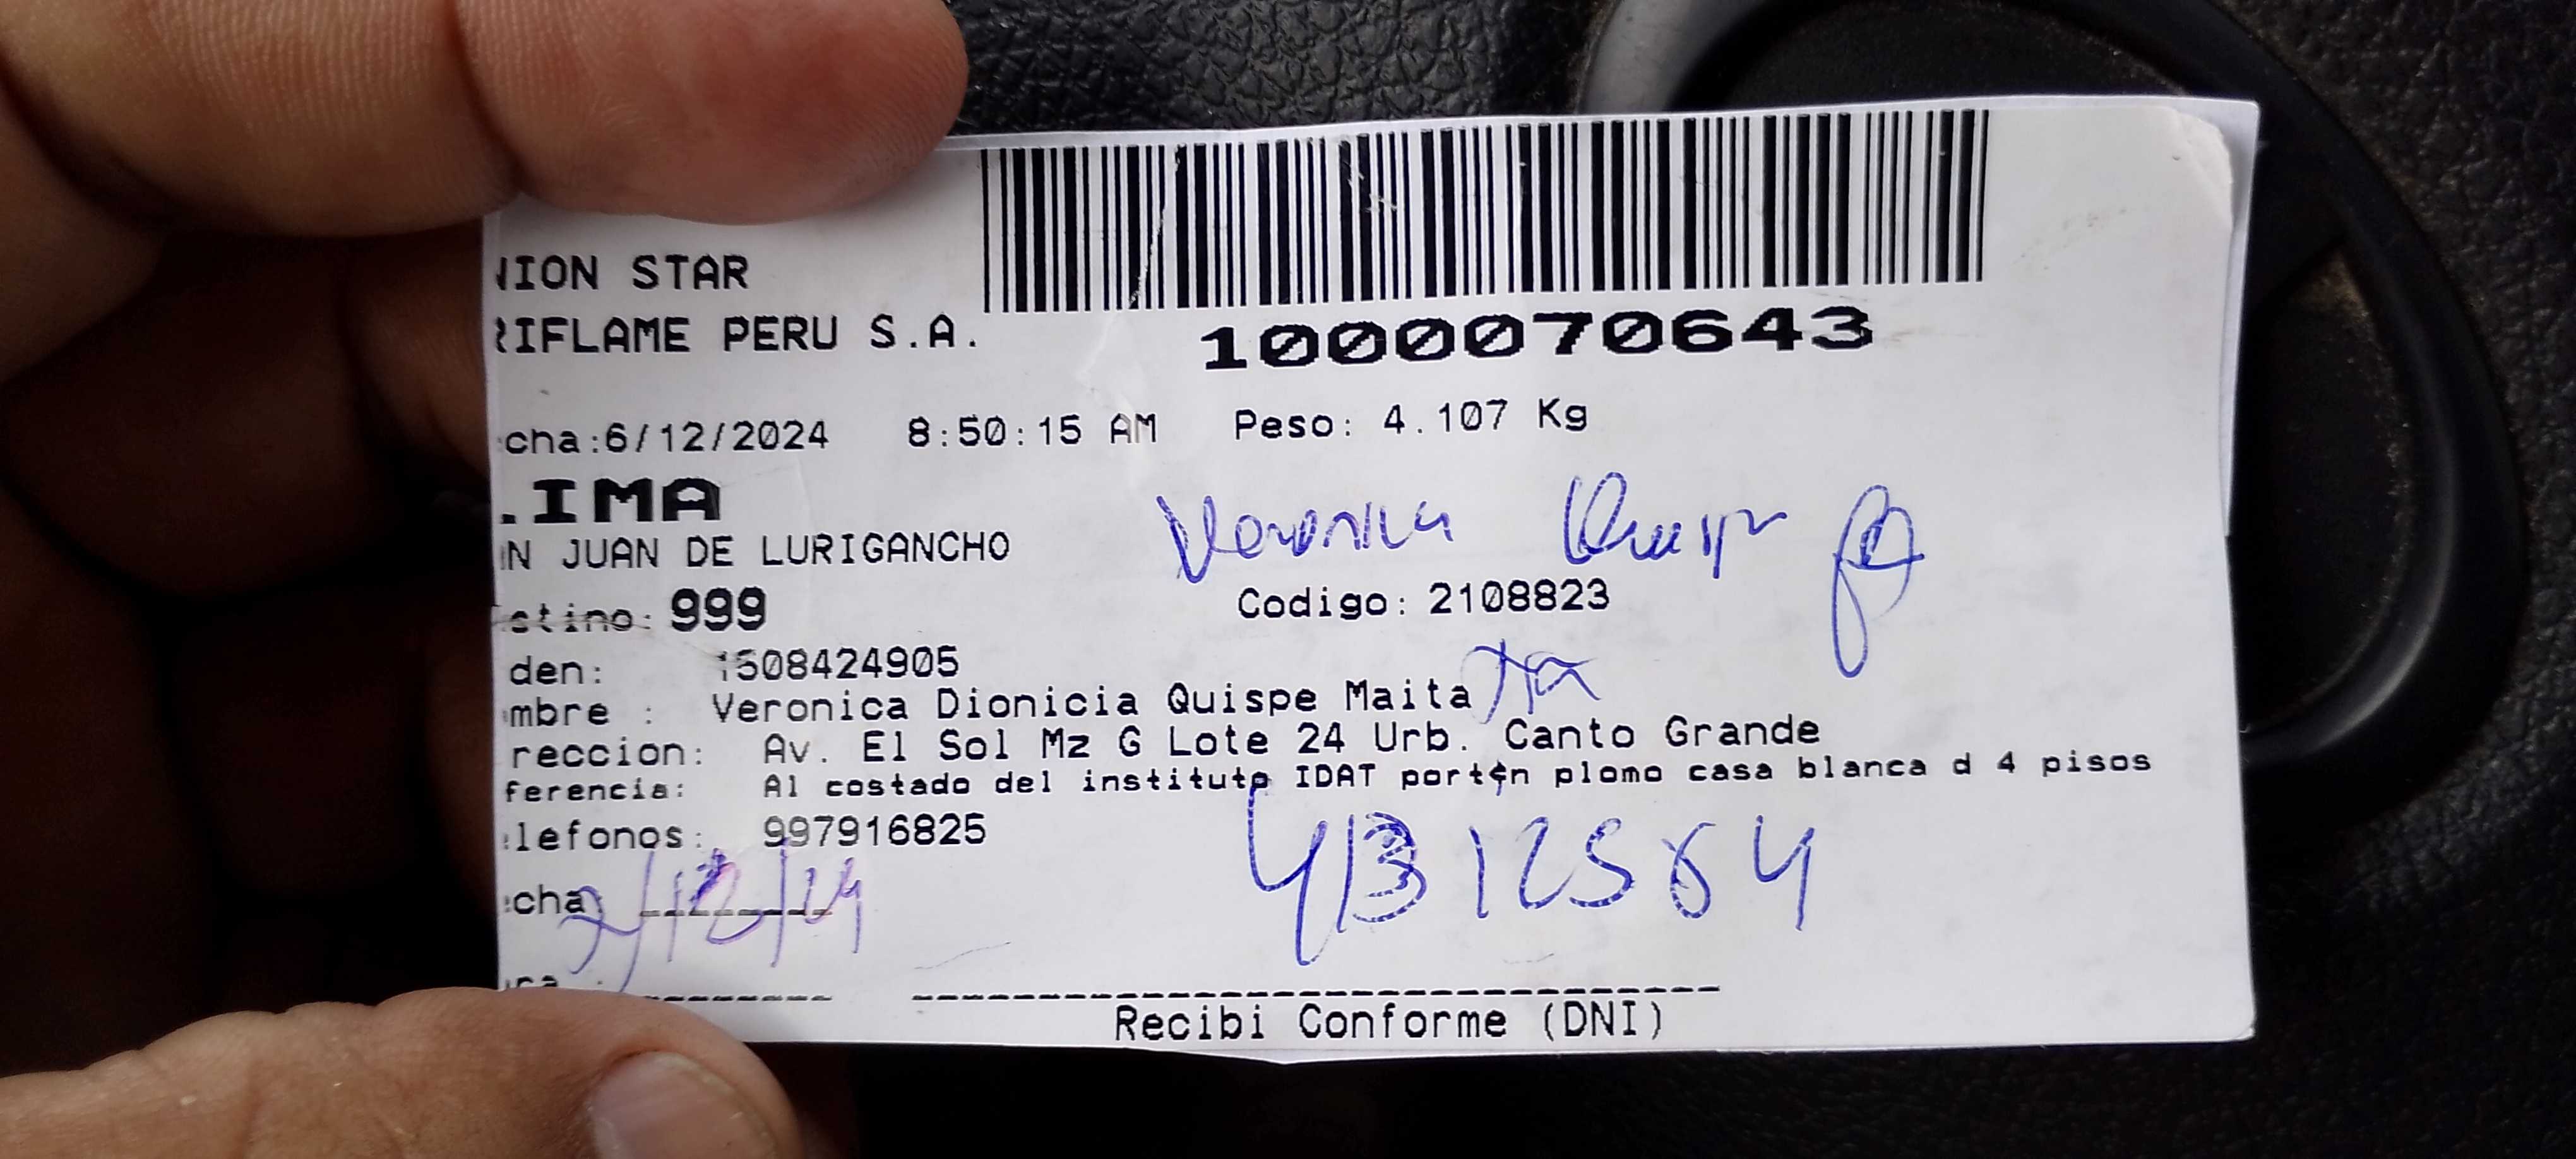 NION STAR
RIFLAME PERU S.A.
1000070643
cha:6/12/2024 8:50:15 AM Peso: 4.107 Kg
.IMA
N JUAN DE LURIGANCHO
Veronica Quispe
stino: 999 Codigo: 2108823
den: 1508424905
mbre : Veronica Dionicia Quispe Maita
reccion: Av. El Sol Mz G Lote 24 Urb. Canto Grande
ferencia: Al costado del instituto IDAT portón plomo casa blanca d 4 pisos
lefonos: 997916825
cha
Recibi Conforme (DNI)